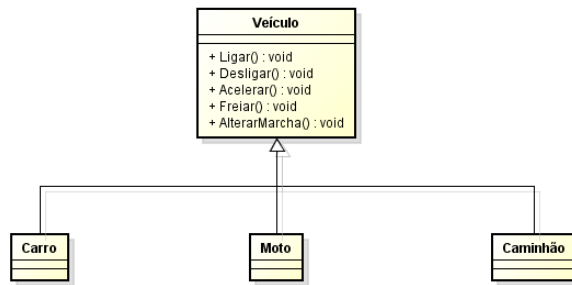 Veículo
+ Ligar() : void
+ Desligar() : void
+ Acelerar() : void
+ Freiar() : void
+ AlterarMarcha() : void
Carro
Moto
Caminhão